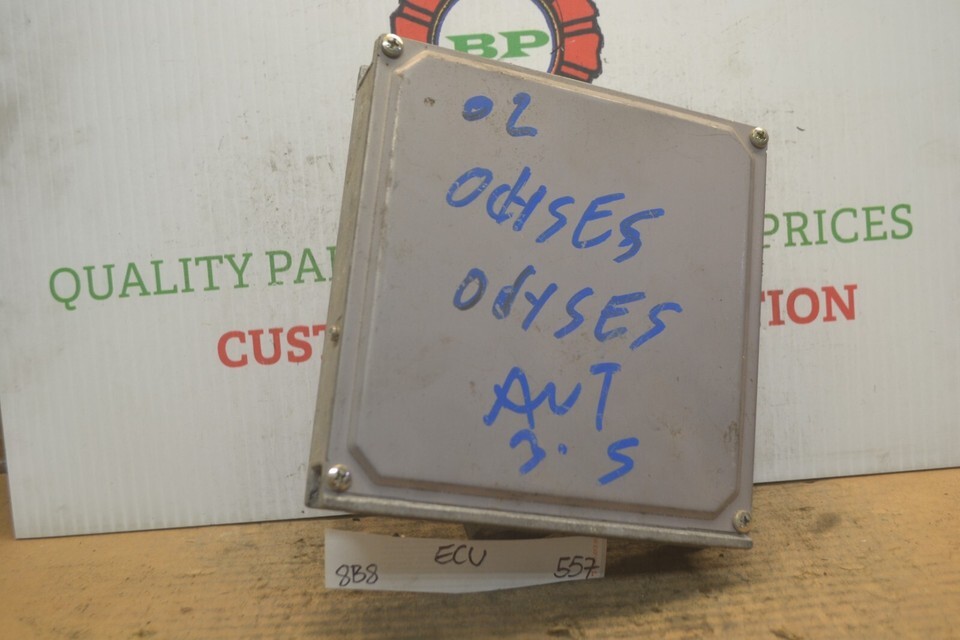 BP
QUALITY PA PRICES
CUST TION
02
OdYSES
OdYSES
AUT
3.5
8B8 ECU 557